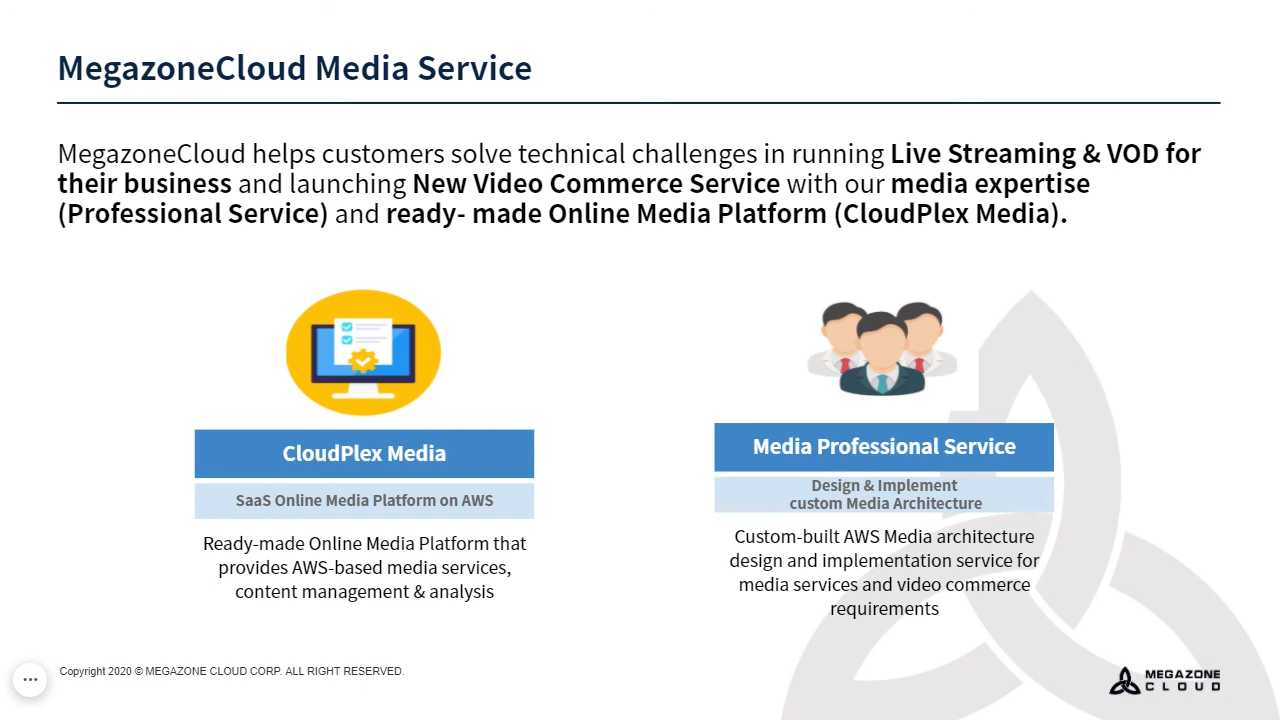 MegazoneCloud Media Service
MegazoneCloud helps customers solve technical challenges in running Live Streaming & VOD for
their business and launching New Video Commerce Service with our media expertise
(Professional Service) and ready- made Online Media Platform (CloudPlex Media).
CloudPlex Media
SaaS Online Media Platform on AWS
Ready-made Online Media Platform that
provides AWS-based media services,
content management & analysis
Media Professional Service
Design & Implement
custom Media Architecture
Custom-built AWS Media architecture
design and implementation service for
media services and video commerce
requirements
Copyright 2020 © MEGAZONE CLOUD CORP. ALL RIGHT RESERVED.
MEGAZONE
CLOUD